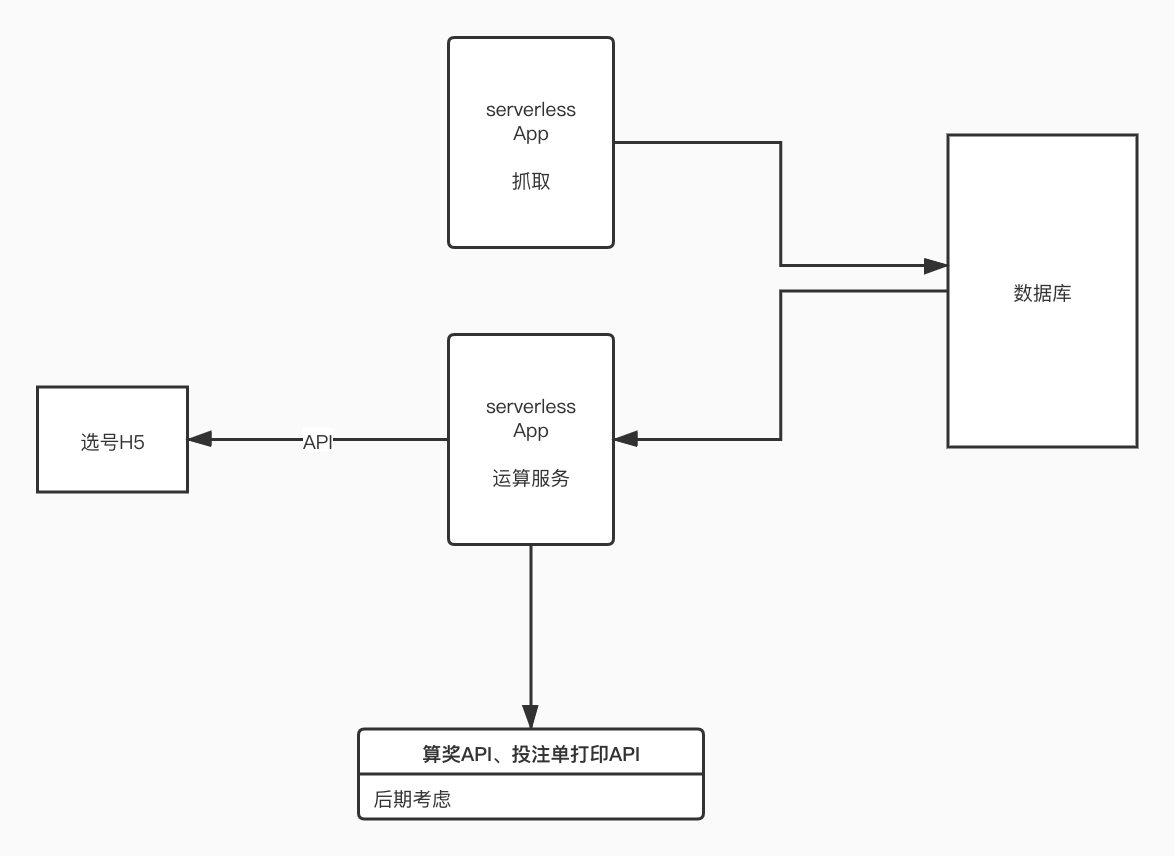 serverless
App
抓取
数据库
serverless
App
运算服务
选号H5
API
算奖API、投注单打印API
后期考虑